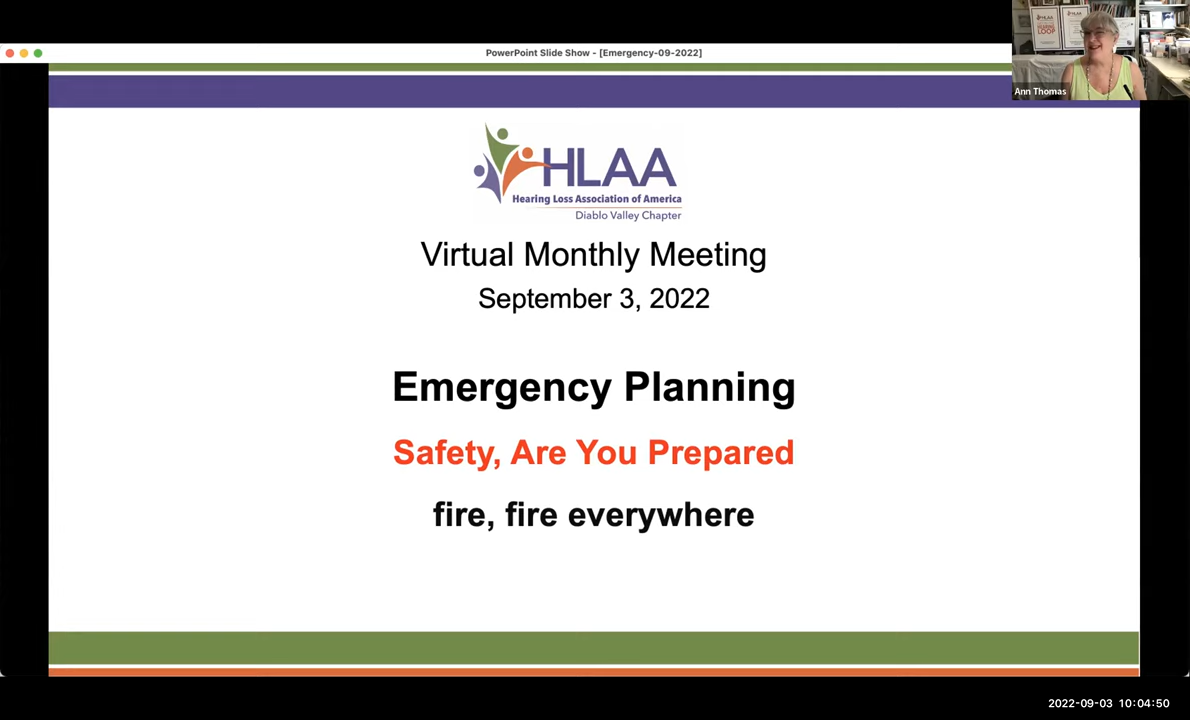 PowerPoint Slide Show - [Emergency-09-2022]
Ann Thomas
HLAA
Hearing Loss Association of America
Diablo Valley Chapter
Virtual Monthly Meeting
September 3, 2022
Emergency Planning
Safety, Are You Prepared
fire, fire everywhere
2022-09-03 10:04:50